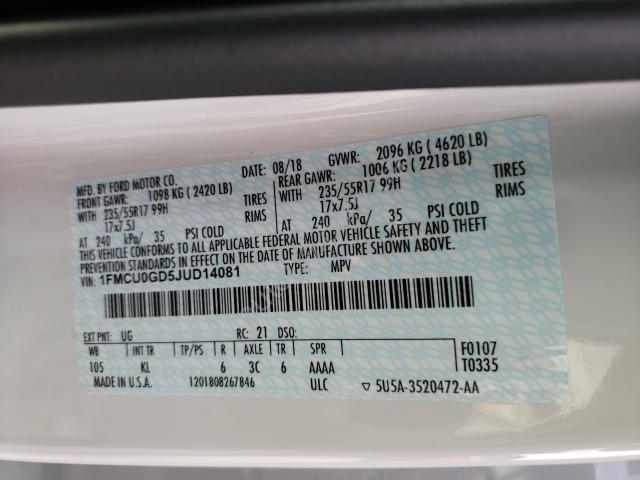 MFD. BY FORD MOTOR CO. DATE: 08/18 GVWR: 2096 KG ( 4620 LB)
FRONT GAWR: 1098 KG ( 2420 LB) REAR GAWR: 1006 KG ( 2218 LB)
WITH 235/55R17 99H TIRES WITH 235/55R17 99H TIRES
17x7.5J RIMS 17x7.5J RIMS
AT 240 kPa/ 35 PSI COLD AT 240 kPa/ 35 PSI COLD
THIS VEHICLE CONFORMS TO ALL APPLICABLE FEDERAL MOTOR VEHICLE SAFETY AND THEFT
PREVENTION STANDARDS IN EFFECT ON THE DATE OF MANUFACTURE SHOWN ABOVE.
VIN: 1FMCU0GD5JUD14081 TYPE: MPV
EXT PNT: UG RC: 21 DSO:
WB INT TR TP/PS R AXLE TR SPR F0107
105 KL 6 3C 6 AAAA T0335
MADE IN U.S.A. 1201808267846 ULC ▽ 5U5A-3520472-AA